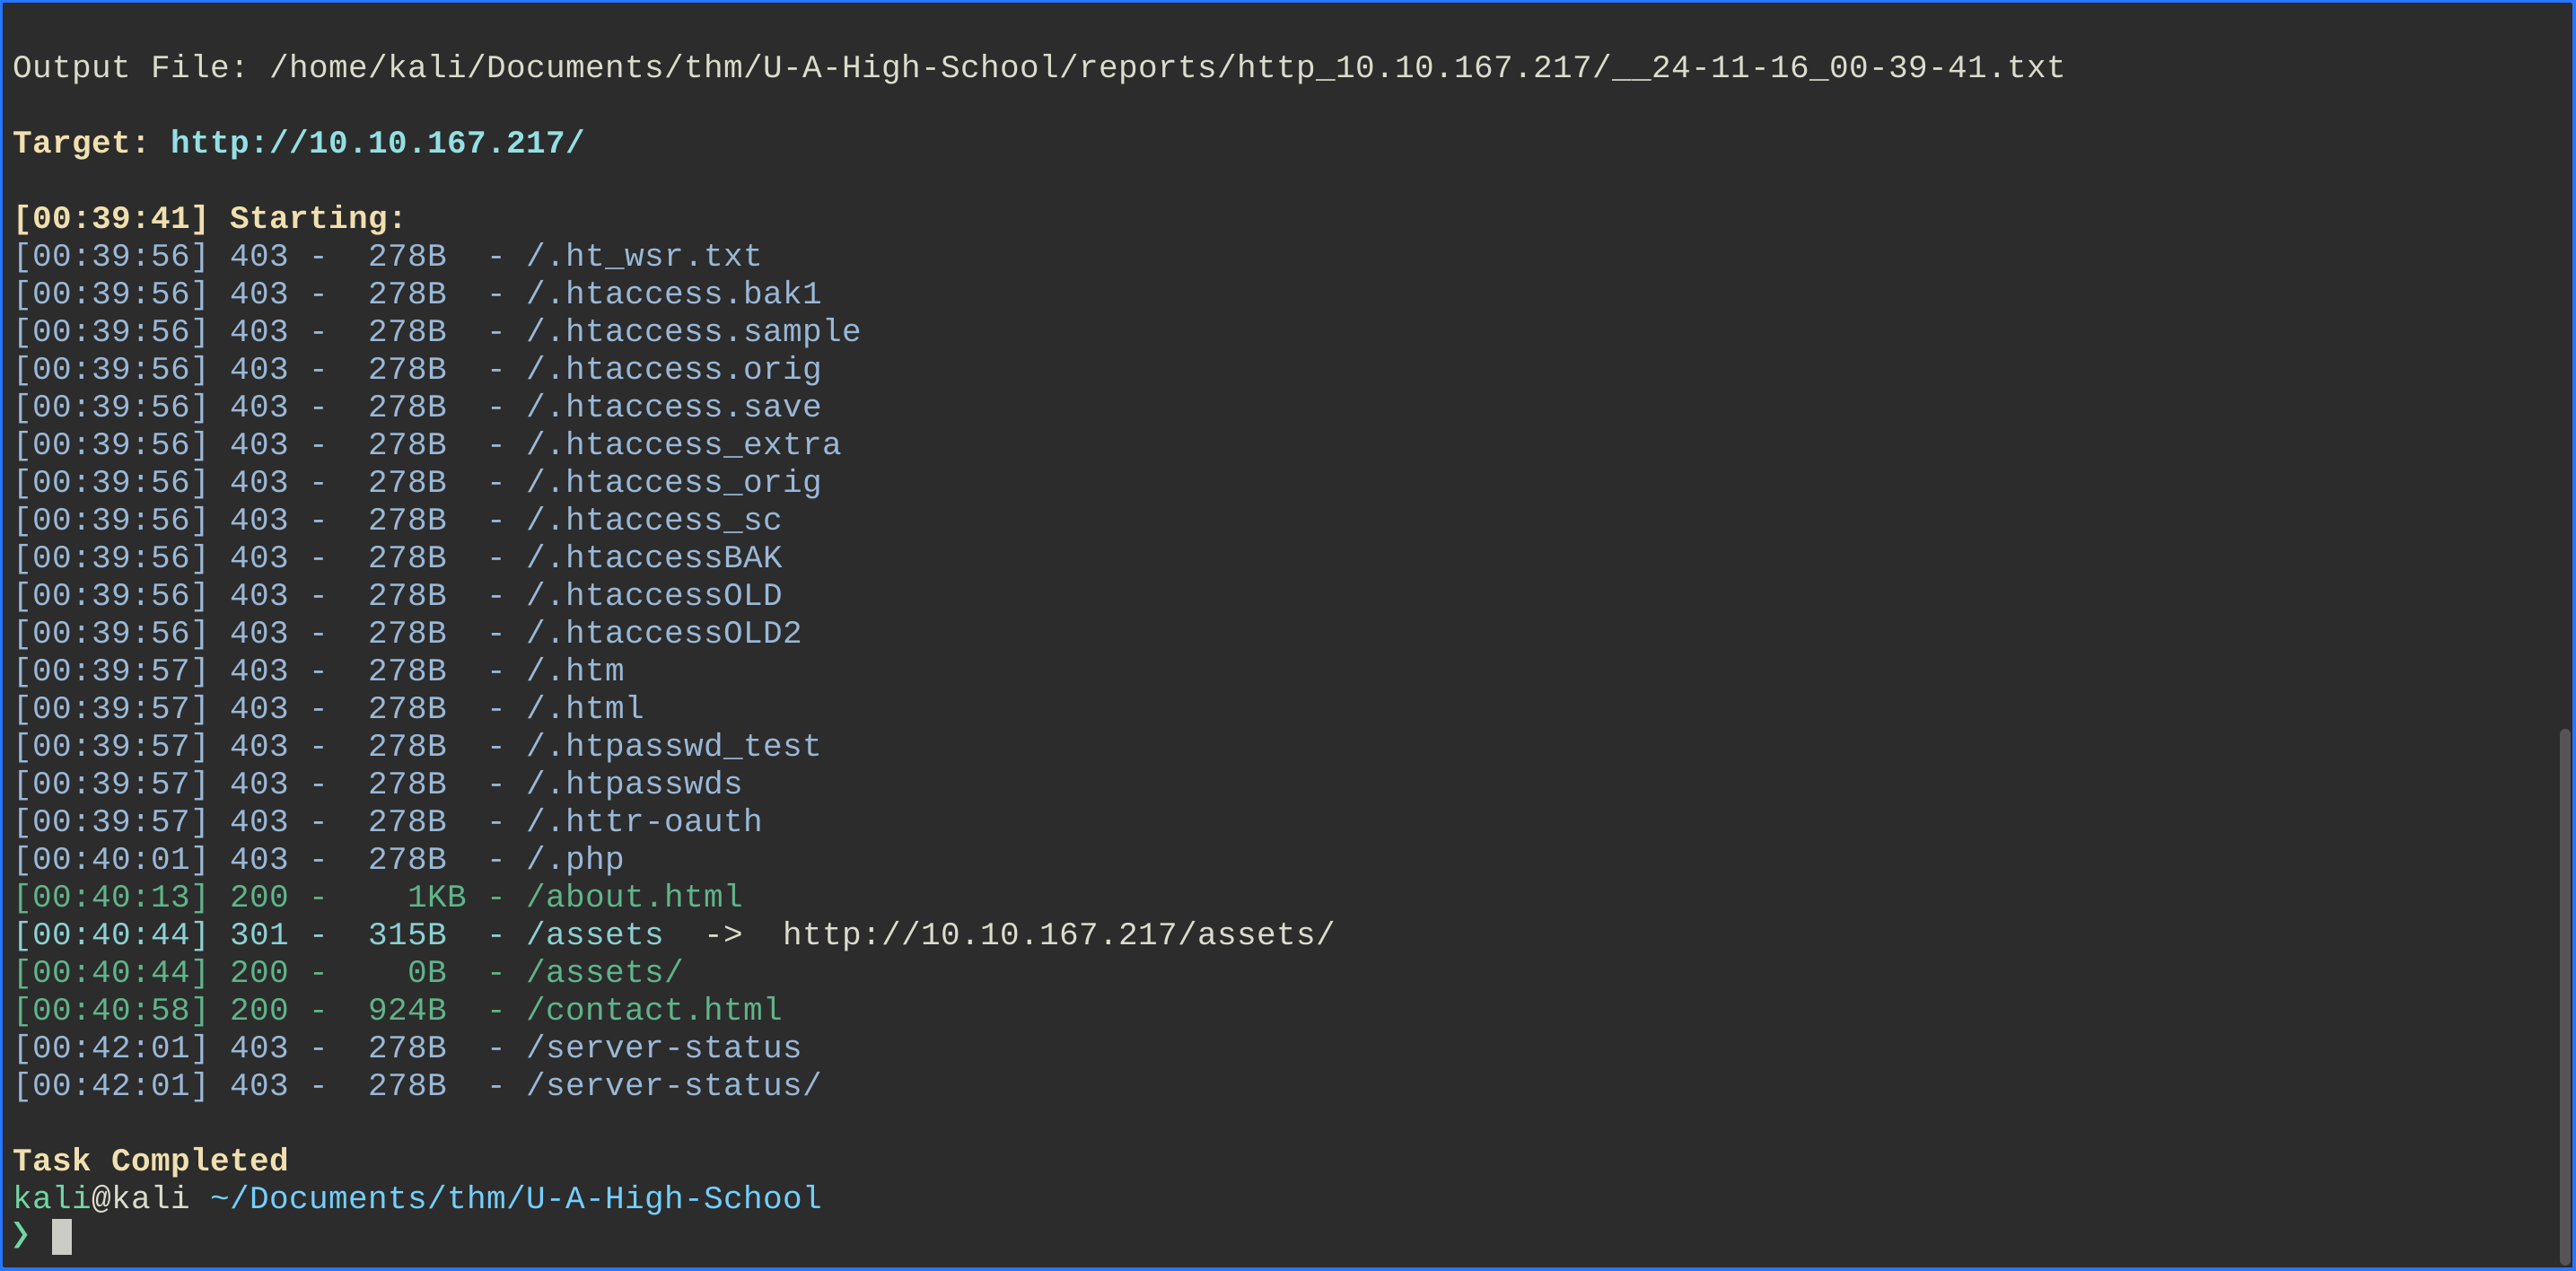 Output File: /home/kali/Documents/thm/U-A-High-School/reports/http_10.10.167.217/__24-11-16_00-39-41.txt
Target: http://10.10.167.217/
[00:39:41] Starting:
[00:39:56] 403 -  278B  - /.ht_wsr.txt
[00:39:56] 403 -  278B  - /.htaccess.bak1
[00:39:56] 403 -  278B  - /.htaccess.sample
[00:39:56] 403 -  278B  - /.htaccess.orig
[00:39:56] 403 -  278B  - /.htaccess.save
[00:39:56] 403 -  278B  - /.htaccess_extra
[00:39:56] 403 -  278B  - /.htaccess_orig
[00:39:56] 403 -  278B  - /.htaccess_sc
[00:39:56] 403 -  278B  - /.htaccessBAK
[00:39:56] 403 -  278B  - /.htaccessOLD
[00:39:56] 403 -  278B  - /.htaccessOLD2
[00:39:57] 403 -  278B  - /.htm
[00:39:57] 403 -  278B  - /.html
[00:39:57] 403 -  278B  - /.htpasswd_test
[00:39:57] 403 -  278B  - /.htpasswds
[00:39:57] 403 -  278B  - /.httr-oauth
[00:40:01] 403 -  278B  - /.php
[00:40:13] 200 -    1KB - /about.html
[00:40:44] 301 -  315B  - /assets  ->  http://10.10.167.217/assets/
[00:40:44] 200 -    0B  - /assets/
[00:40:58] 200 -  924B  - /contact.html
[00:42:01] 403 -  278B  - /server-status
[00:42:01] 403 -  278B  - /server-status/
Task Completed
kali@kali ~/Documents/thm/U-A-High-School
❯